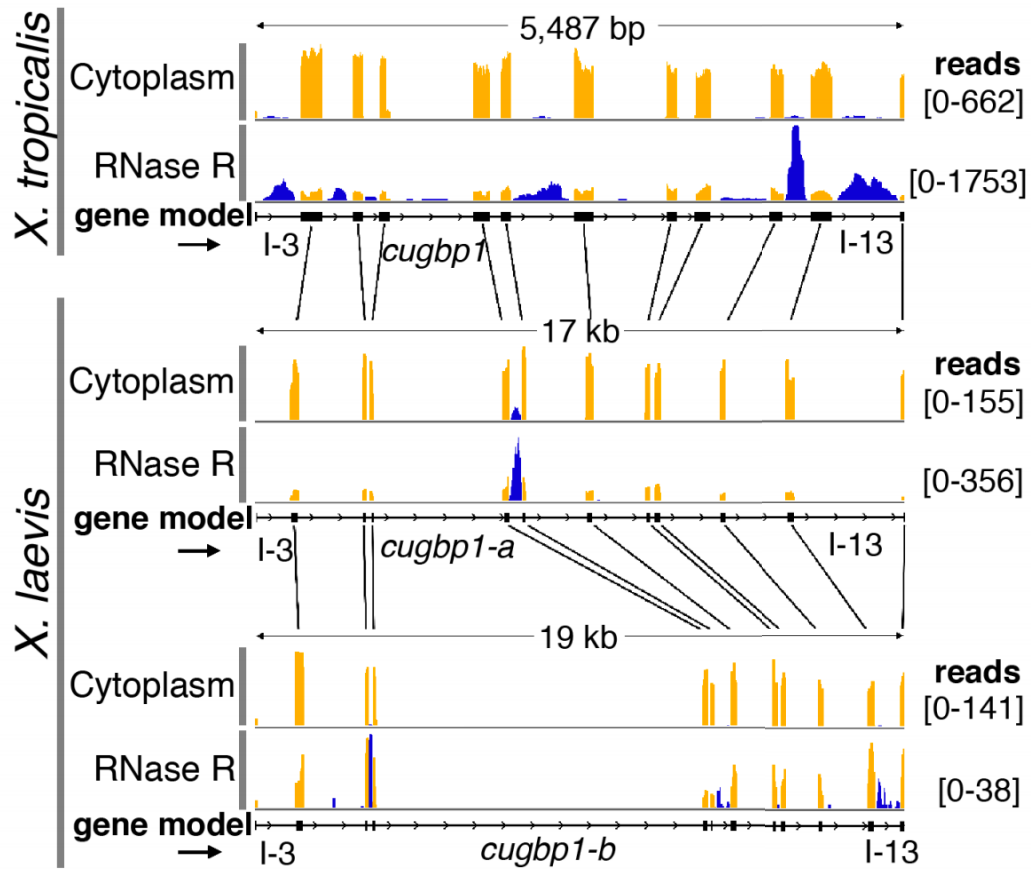 X. tropicalis
5,487 bp
Cytoplasm
reads
[0-662]
RNase R
[0-1753]
gene model
I-3
cugbp1
I-13
X. laevis
17 kb
Cytoplasm
reads
[0-155]
RNase R
[0-356]
gene model
I-3
cugbp1-a
I-13
19 kb
Cytoplasm
reads
[0-141]
RNase R
[0-38]
gene model
I-3
cugbp1-b
I-13